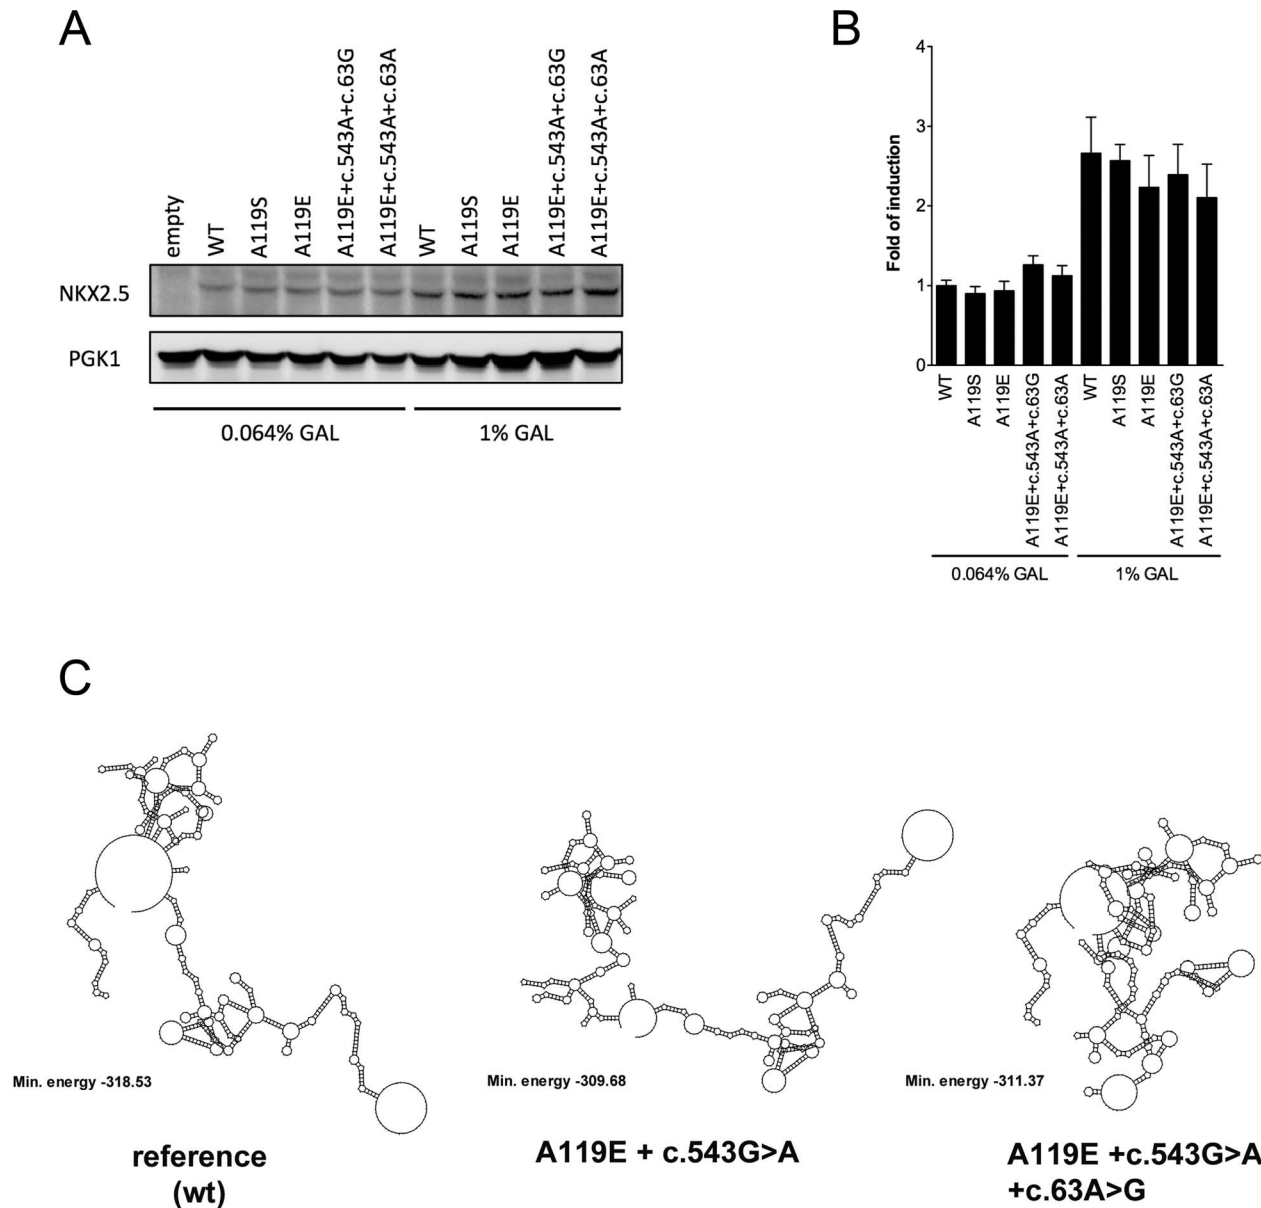 A
empty
WT
A119S
A119E
A119E+c.543A+c.63G
A119E+c.543A+c.63A
WT
A119S
A119E
A119E+c.543A+c.63G
A119E+c.543A+c.63A
NKX2.5
PGK1
0.064% GAL
1% GAL
B
Fold of induction
4
3
2
1
0
WT
A119S
A119E
A119E+c.543A+c.63G
A119E+c.543A+c.63A
WT
A119S
A119E
A119E+c.543A+c.63G
A119E+c.543A+c.63A
0.064% GAL
1% GAL
C
Min. energy -318.53
Min. energy -309.68
Min. energy -311.37
reference
(wt)
A119E + c.543G>A
A119E +c.543G>A
+c.63A>G